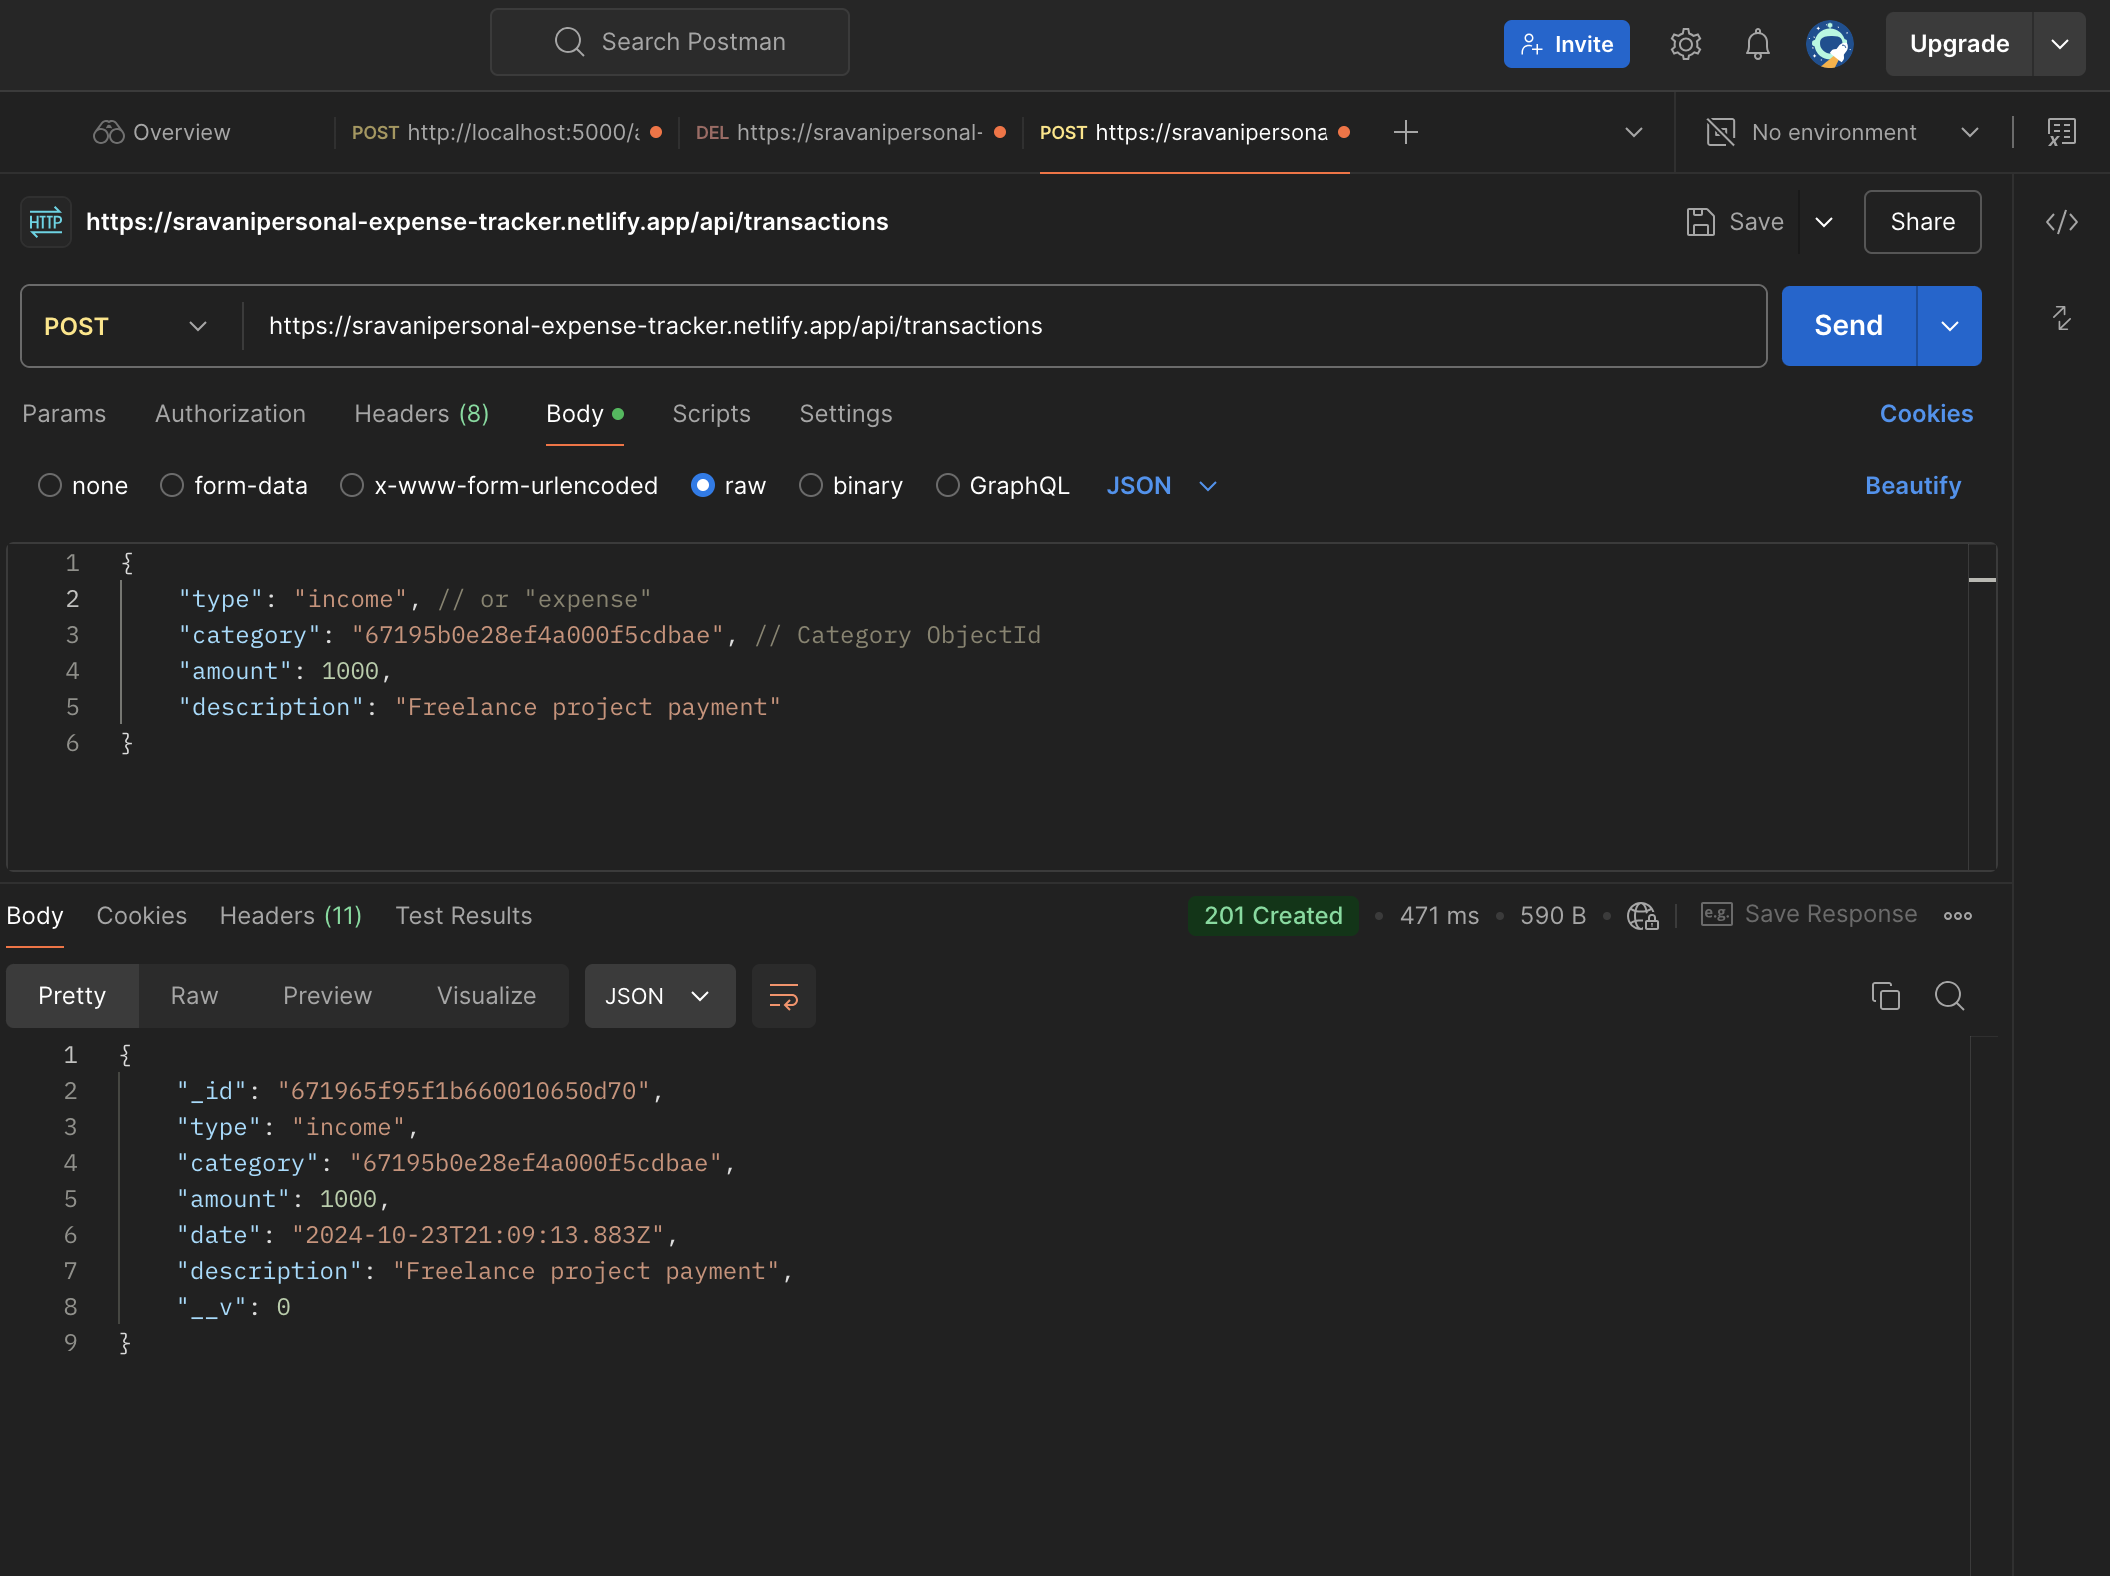 Search Postman
Invite
Upgrade
Overview
POST http://localhost:5000/
DEL https://sravanipersonal-
POST https://sravanipersona
No environment
HTTP https://sravanipersonal-expense-tracker.netlify.app/api/transactions
Save
Share
POST
https://sravanipersonal-expense-tracker.netlify.app/api/transactions
Send
Params Authorization Headers (8) Body Scripts Settings
Cookies
none form-data x-www-form-urlencoded raw binary GraphQL JSON
Beautify
1 {
2 "type": "income", // or "expense"
3 "category": "67195b0e28ef4a000f5cdbae", // Category ObjectId
4 "amount": 1000,
5 "description": "Freelance project payment"
6 }
Body Cookies Headers (11) Test Results
201 Created • 471 ms • 590 B •
e.g. Save Response
Pretty Raw Preview Visualize
JSON
1 {
2 "_id": "671965f95f1b660010650d70",
3 "type": "income",
4 "category": "67195b0e28ef4a000f5cdbae",
5 "amount": 1000,
6 "date": "2024-10-23T21:09:13.883Z",
7 "description": "Freelance project payment",
8 "__v": 0
9 }